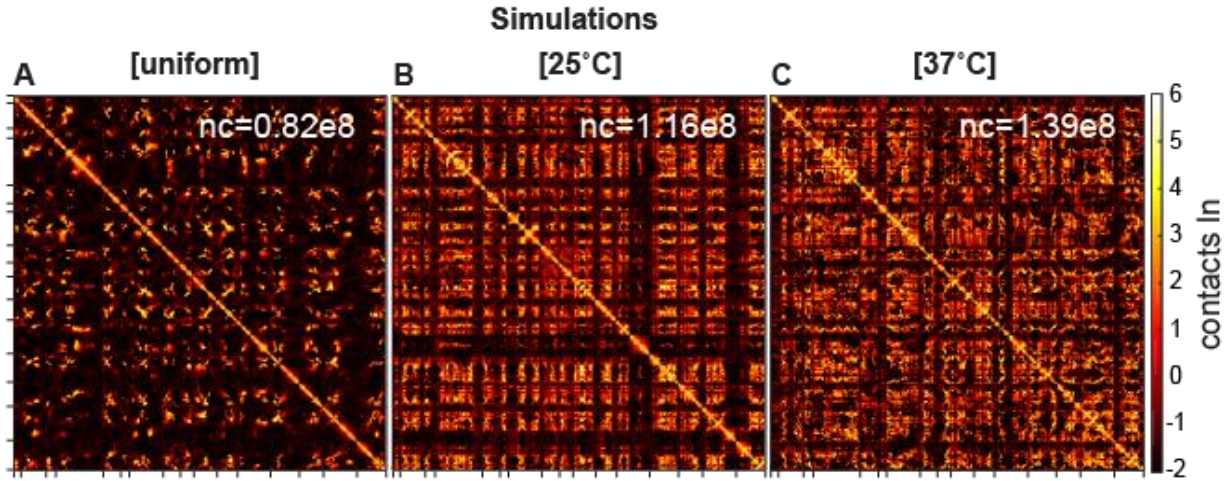 Simulations
A [uniform] B [25°C] C [37°C]
nc=0.82e8 nc=1.16e8 nc=1.39e8
6
5
4
3
2
1
0
-1
-2
contacts ln